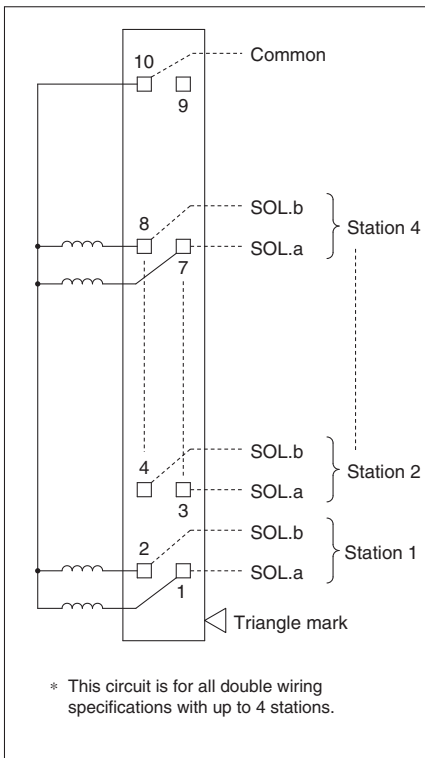 10
Common
9
8
SOL.b
Station 4
SOL.a
7
4
SOL.b
Station 2
SOL.a
3
2
SOL.b
Station 1
SOL.a
1
Triangle mark
* This circuit is for all double wiring
specifications with up to 4 stations.